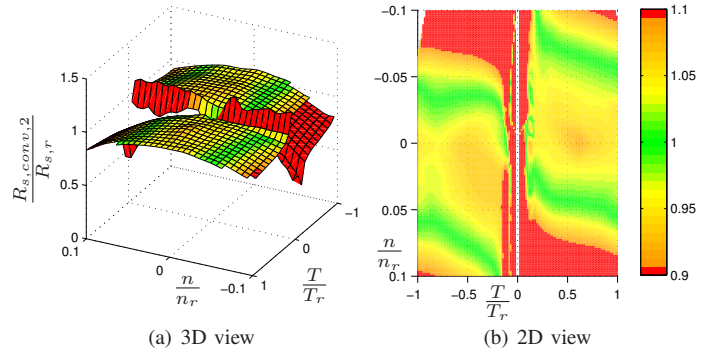 1.5
1
0.5
0
R_{s,conv,2}
R_{s,r}
0.1
0
-0.1
n
n_r
1
0
-1
T
T_r
(a) 3D view
-0.1
-0.05
0
0.05
0.1
n
n_r
-1
-0.5
0
0.5
1
T
T_r
1.1
1.05
1
0.95
0.9
(b) 2D view